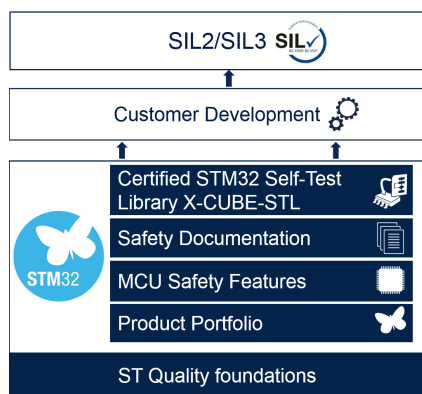 SIL2/SIL3
SIL
Customer Development
Certified STM32 Self-Test
Library X-CUBE-STL
Safety Documentation
STM32
MCU Safety Features
Product Portfolio
ST Quality foundations